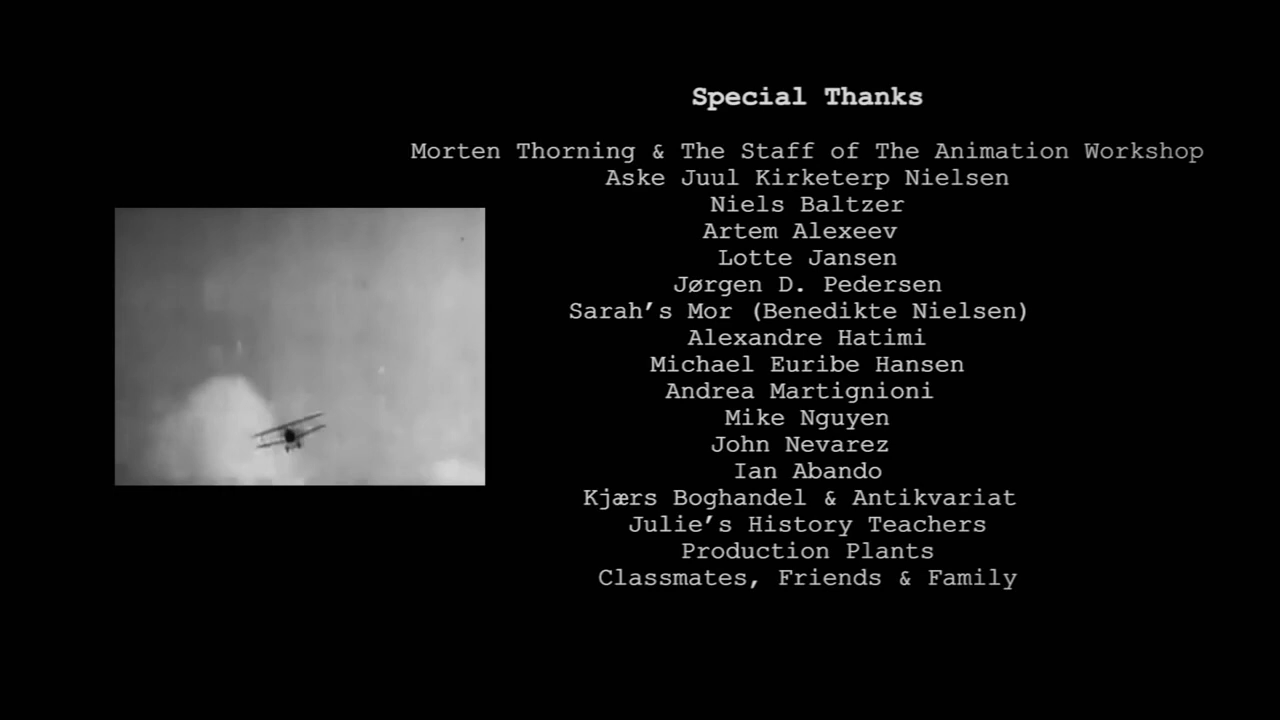 Special Thanks
Morten Thorning & The Staff of The Animation Workshop
Aske Juul Kirketerp Nielsen
Niels Baltzer
Artem Alexeev
Lotte Jansen
Jørgen D. Pedersen
Sarah’s Mor (Benedikte Nielsen)
Alexandre Hatimi
Michael Euribe Hansen
Andrea Martignioni
Mike Nguyen
John Nevarez
Ian Abando
Kjærs Boghandel & Antikvariat
Julie’s History Teachers
Production Plants
Classmates, Friends & Family